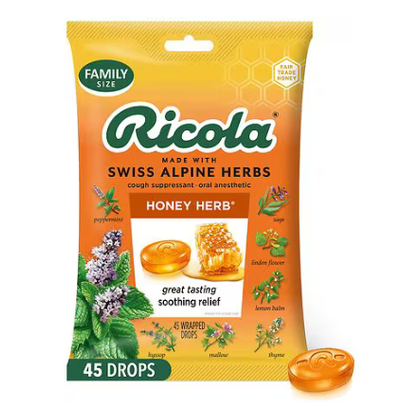 FAMILY
SIZE
FAIR
TRADE
HONEY
Ricola®
MADE WITH
SWISS ALPINE HERBS
cough suppressant • oral anesthetic
HONEY HERB®
peppermint
sage
linden flower
great tasting
soothing relief
lemon balm
45 WRAPPED
DROPS
hyssop
mallow
thyme
45 DROPS